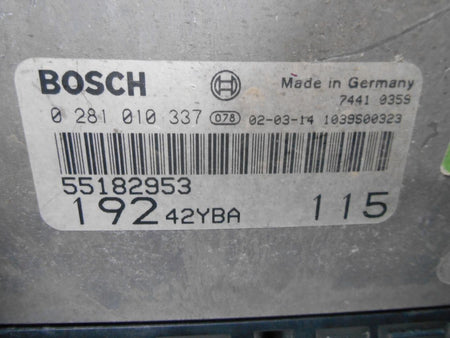 BOSCH
Made in Germany
7441 0359
0 281 010 337 078 02-03-14 1039S00323
55182953
192 42YBA 115